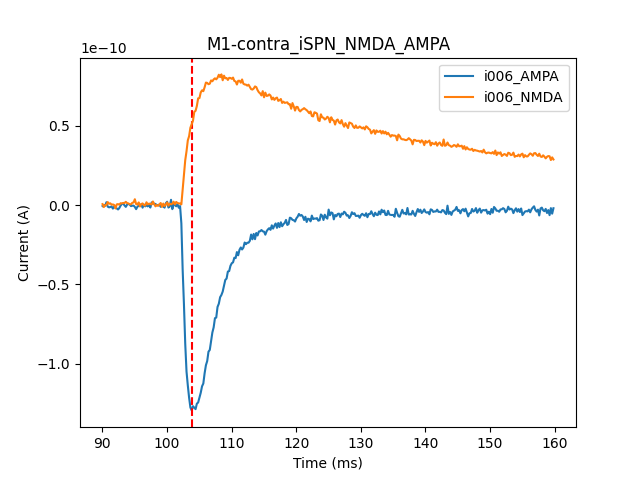 M1-contra_iSPN_NMDA_AMPA
1e−10
i006_AMPA
i006_NMDA
0.5
0.0
−0.5
−1.0
Current (A)
90 100 110 120 130 140 150 160
Time (ms)